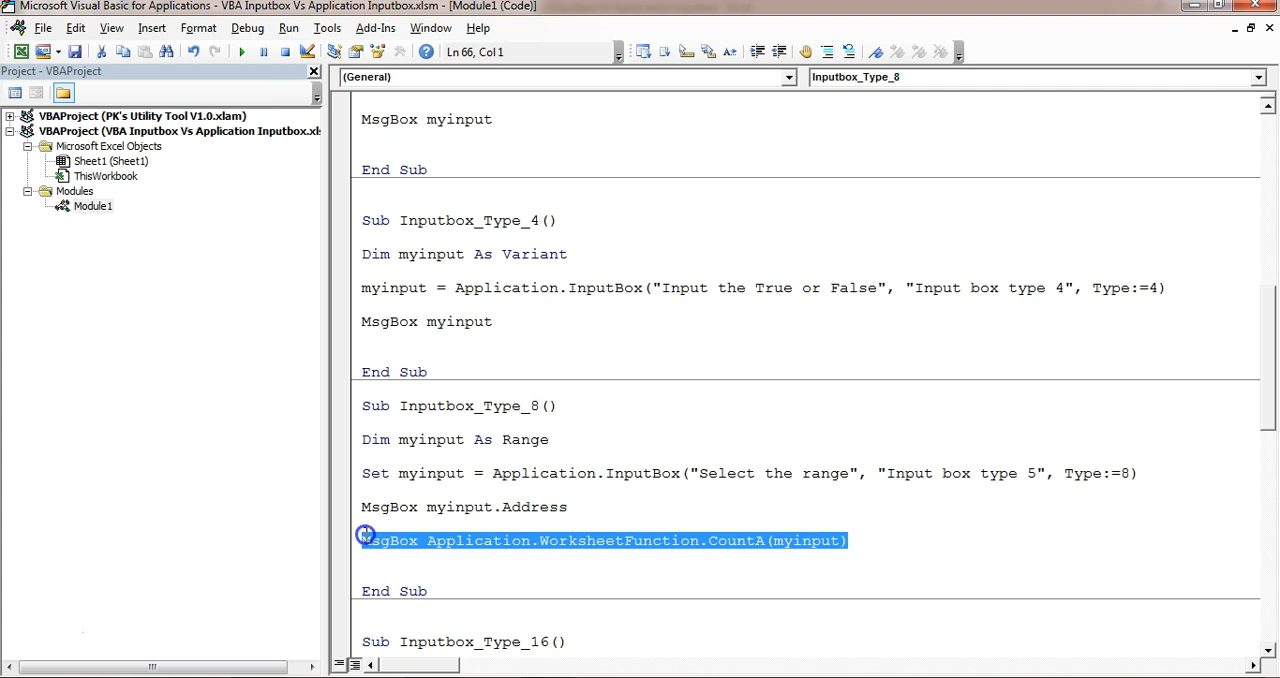 Microsoft Visual Basic for Applications - VBA Inputbox Vs Application Inputbox.xlsm - [Module1 (Code)]
File Edit View Insert Format Debug Run Tools Add-Ins Window Help
Ln 66, Col 1
Project - VBAProject
(General) Inputbox_Type_8
VBAProject (PK's Utility Tool V1.0.xlam)
VBAProject (VBA Inputbox Vs Application Inputbox.xl
Microsoft Excel Objects
Sheet1 (Sheet1)
ThisWorkbook
Modules
Module1
MsgBox myinput
End Sub
Sub Inputbox_Type_4()
Dim myinput As Variant
myinput = Application.InputBox("Input the True or False", "Input box type 4", Type:=4)
MsgBox myinput
End Sub
Sub Inputbox_Type_8()
Dim myinput As Range
Set myinput = Application.InputBox("Select the range", "Input box type 5", Type:=8)
MsgBox myinput.Address
MsgBox Application.WorksheetFunction.CountA(myinput)
End Sub
Sub Inputbox_Type_16()